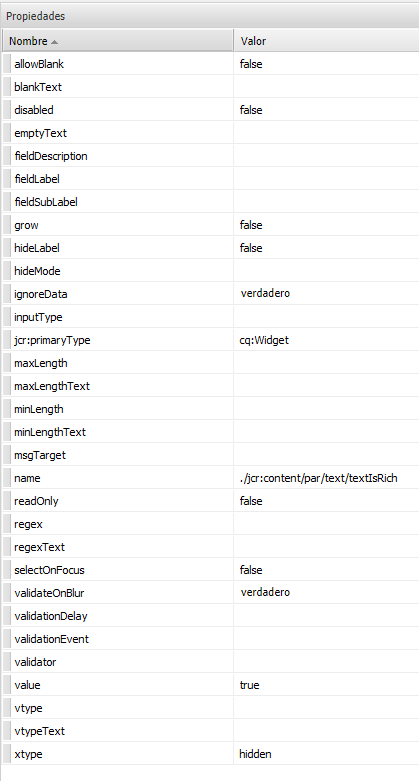 Propiedades
Nombre Valor
allowBlank false
blankText
disabled false
emptyText
fieldDescription
fieldLabel
fieldSubLabel
grow false
hideLabel false
hideMode
ignoreData verdadero
inputType
jcr:primaryType cq:Widget
maxLength
maxLengthText
minLength
minLengthText
msgTarget
name ./jcr:content/par/text/textIsRich
readOnly false
regex
regexText
selectOnFocus false
validateOnBlur verdadero
validationDelay
validationEvent
validator
value true
vtype
vtypeText
xtype hidden